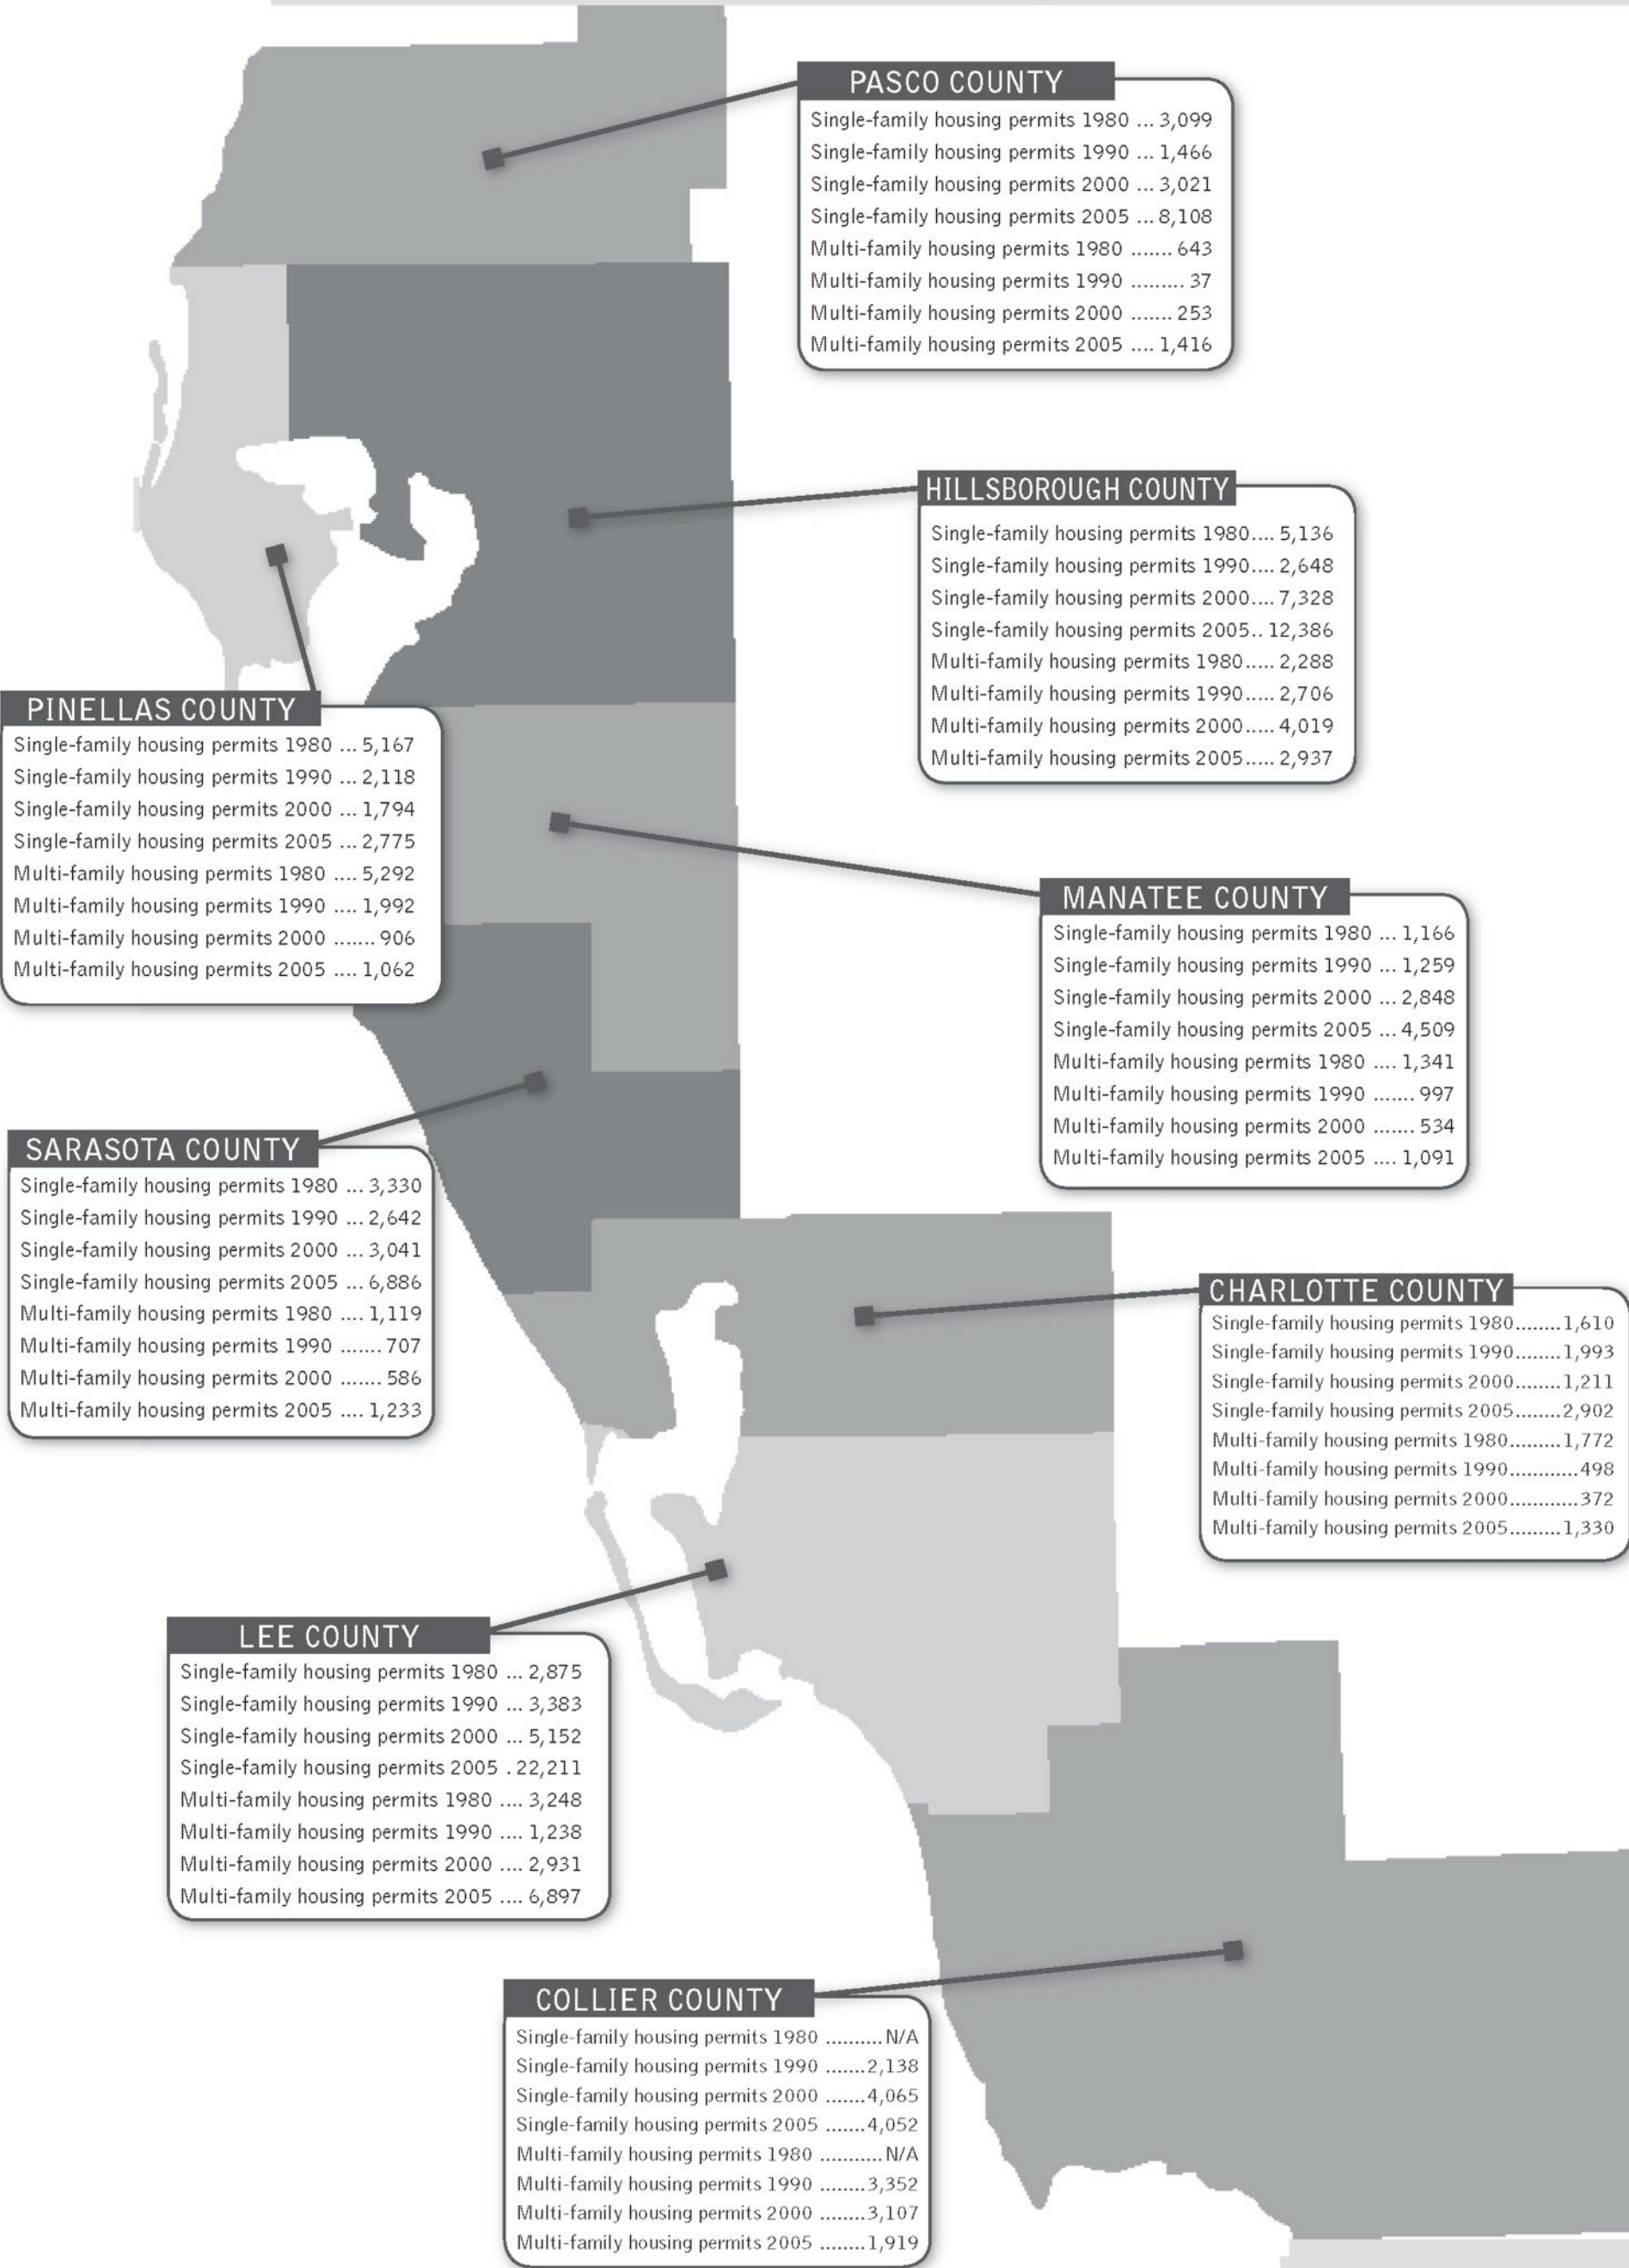 PASCO COUNTY
Single-family housing permits 1980 ... 3,099
Single-family housing permits 1990 ... 1,466
Single-family housing permits 2000 ... 3,021
Single-family housing permits 2005 ... 8,108
Multi-family housing permits 1980 ....... 643
Multi-family housing permits 1990 ......... 37
Multi-family housing permits 2000 ....... 253
Multi-family housing permits 2005 .... 1,416
HILLSBOROUGH COUNTY
Single-family housing permits 1980.... 5,136
Single-family housing permits 1990.... 2,648
Single-family housing permits 2000.... 7,328
Single-family housing permits 2005.. 12,386
Multi-family housing permits 1980..... 2,288
Multi-family housing permits 1990..... 2,706
Multi-family housing permits 2000..... 4,019
Multi-family housing permits 2005..... 2,937
PINELLAS COUNTY
Single-family housing permits 1980 ... 5,167
Single-family housing permits 1990 ... 2,118
Single-family housing permits 2000 ... 1,794
Single-family housing permits 2005 ... 2,775
Multi-family housing permits 1980 .... 5,292
Multi-family housing permits 1990 .... 1,992
Multi-family housing permits 2000 ....... 906
Multi-family housing permits 2005 .... 1,062
MANATEE COUNTY
Single-family housing permits 1980 ... 1,166
Single-family housing permits 1990 ... 1,259
Single-family housing permits 2000 ... 2,848
Single-family housing permits 2005 ... 4,509
Multi-family housing permits 1980 .... 1,341
Multi-family housing permits 1990 ....... 997
Multi-family housing permits 2000 ....... 534
Multi-family housing permits 2005 .... 1,091
SARASOTA COUNTY
Single-family housing permits 1980 ... 3,330
Single-family housing permits 1990 ... 2,642
Single-family housing permits 2000 ... 3,041
Single-family housing permits 2005 ... 6,886
Multi-family housing permits 1980 .... 1,119
Multi-family housing permits 1990 ....... 707
Multi-family housing permits 2000 ....... 586
Multi-family housing permits 2005 .... 1,233
CHARLOTTE COUNTY
Single-family housing permits 1980........1,610
Single-family housing permits 1990........1,993
Single-family housing permits 2000........1,211
Single-family housing permits 2005........2,902
Multi-family housing permits 1980.........1,772
Multi-family housing permits 1990............498
Multi-family housing permits 2000............372
Multi-family housing permits 2005.........1,330
LEE COUNTY
Single-family housing permits 1980 ... 2,875
Single-family housing permits 1990 ... 3,383
Single-family housing permits 2000 ... 5,152
Single-family housing permits 2005 . 22,211
Multi-family housing permits 1980 .... 3,248
Multi-family housing permits 1990 .... 1,238
Multi-family housing permits 2000 .... 2,931
Multi-family housing permits 2005 .... 6,897
COLLIER COUNTY
Single-family housing permits 1980 ..........N/A
Single-family housing permits 1990 .......2,138
Single-family housing permits 2000 .......4,065
Single-family housing permits 2005 .......4,052
Multi-family housing permits 1980 ...........N/A
Multi-family housing permits 1990 ........3,352
Multi-family housing permits 2000 ........3,107
Multi-family housing permits 2005 ........1,919